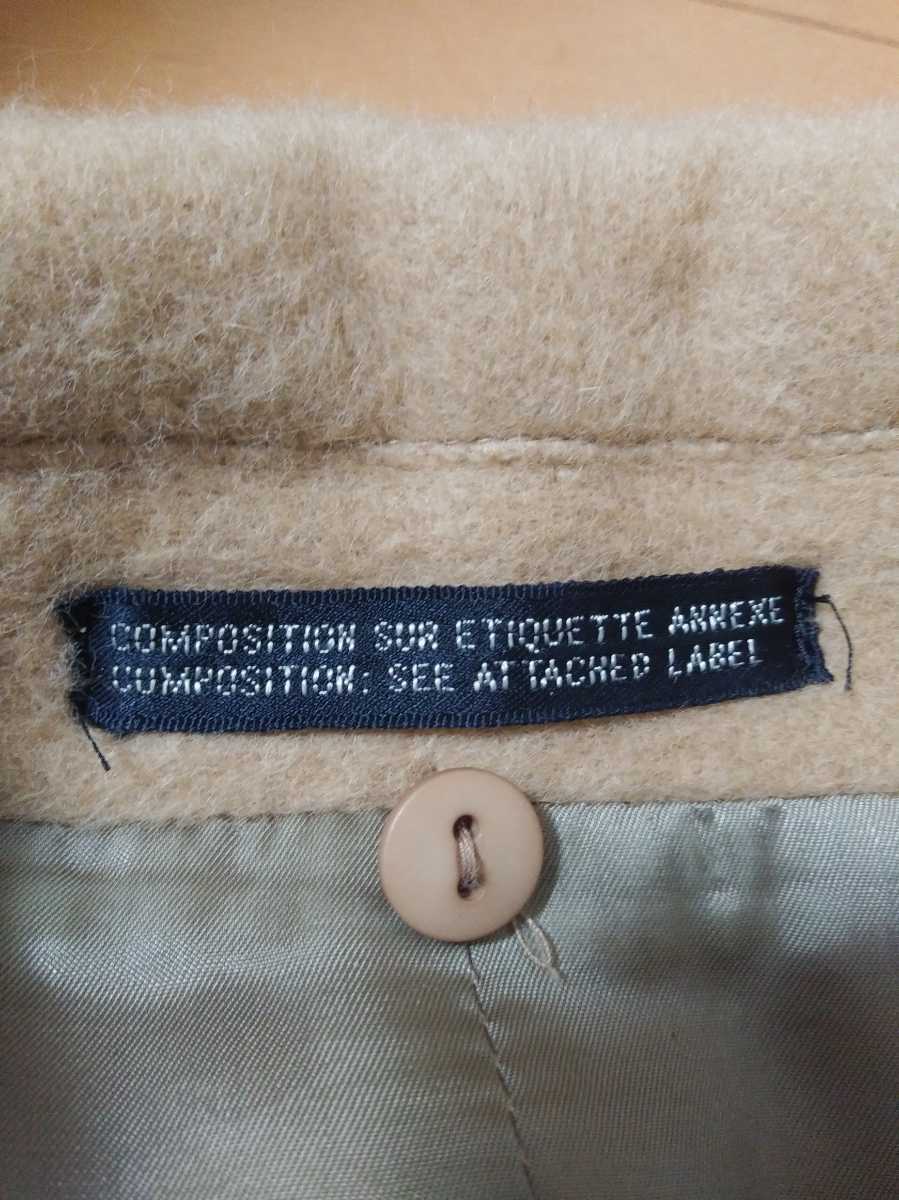 COMPOSITION SUR ETIQUETTE ANNEXE
COMPOSITION: SEE ATTACHED LABEL